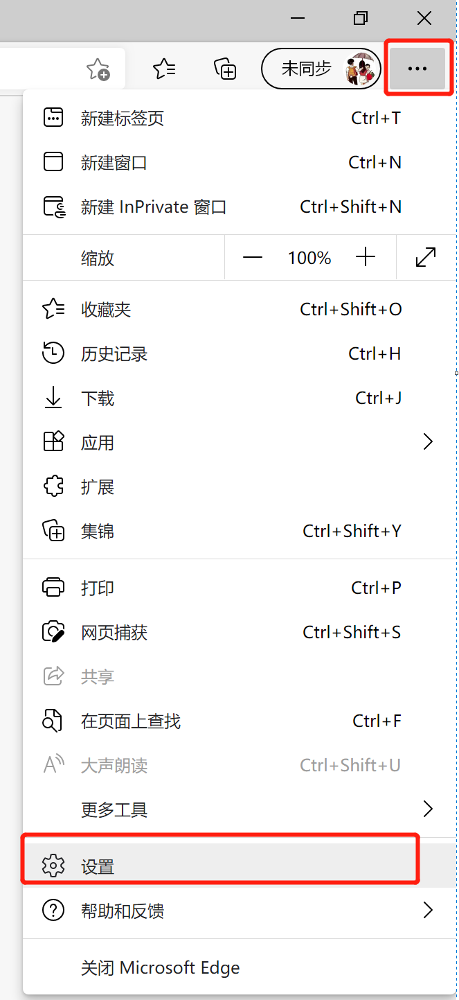 未同步
新建标签页 Ctrl+T
新建窗口 Ctrl+N
新建 InPrivate 窗口 Ctrl+Shift+N
缩放 100%
收藏夹 Ctrl+Shift+O
历史记录 Ctrl+H
下载 Ctrl+J
应用
扩展
集锦 Ctrl+Shift+Y
打印 Ctrl+P
网页捕获 Ctrl+Shift+S
共享
在页面上查找 Ctrl+F
大声朗读 Ctrl+Shift+U
更多工具
设置
帮助和反馈
关闭 Microsoft Edge